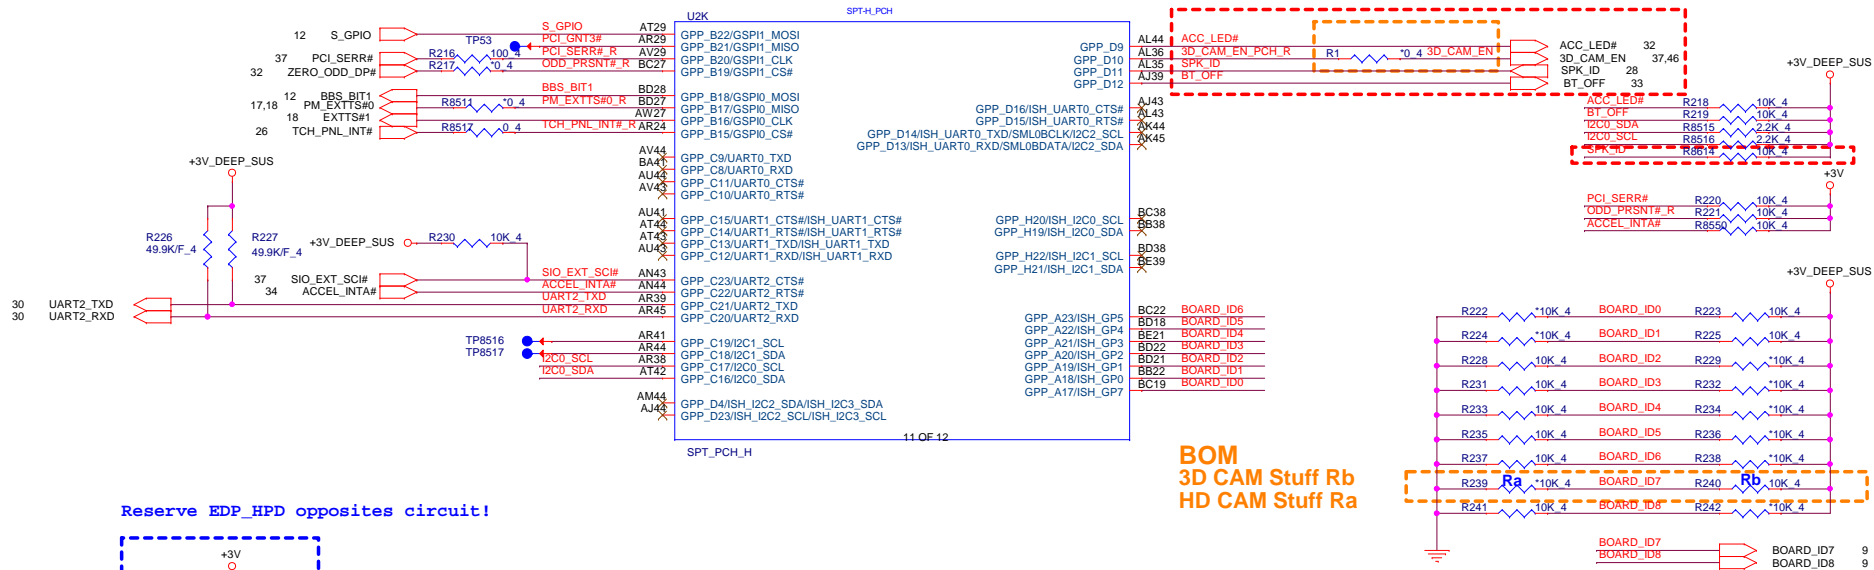 U2K
SPT-H_PCH
12 S_GPIO
S_GPIO AT29 GPP_B22/GSPI1_MOSI
TP53 PCI_GNT3# AR29 GPP_B21/GSPI1_MISO
37 PCI_SERR# R216 100_4 PCI_SERR#_R AV29 GPP_B20/GSPI1_CLK
32 ZERO_ODD_DP# R217 *0_4 ODD_PRSNT#_R BC27 GPP_B19/GSPI1_CS#
12 BBS_BIT1 BBS_BIT1 BD28 GPP_B18/GSPI0_MOSI
17,18 PM_EXTTS#0 R8511 *0_4 PM_EXTTS#0_R BD27 GPP_B17/GSPI0_MISO
18 EXTTS#1 AW27 GPP_B16/GSPI0_CLK
26 TCH_PNL_INT# R8517 0_4 TCH_PNL_INT#_R AR24 GPP_B15/GSPI0_CS#
AV44 GPP_C9/UART0_TXD
BA41 GPP_C8/UART0_RXD
AU44 GPP_C11/UART0_CTS#
AV43 GPP_C10/UART0_RTS#
AU41 GPP_C15/UART1_CTS#/ISH_UART1_CTS#
AT44 GPP_C14/UART1_RTS#/ISH_UART1_RTS#
AT43 GPP_C13/UART1_TXD/ISH_UART1_TXD
AU43 GPP_C12/UART1_RXD/ISH_UART1_RXD
+3V_DEEP_SUS
R226 49.9K/F_4
R227 49.9K/F_4
+3V_DEEP_SUS R230 10K_4
37 SIO_EXT_SCI# SIO_EXT_SCI# AN43 GPP_C23/UART2_CTS#
34 ACCEL_INTA# ACCEL_INTA# AN44 GPP_C22/UART2_RTS#
30 UART2_TXD UART2_TXD AR39 GPP_C21/UART2_TXD
30 UART2_RXD UART2_RXD AR45 GPP_C20/UART2_RXD
TP8516 AR41 GPP_C19/I2C1_SCL
TP8517 AR44 GPP_C18/I2C1_SDA
I2C0_SCL AR38 GPP_C17/I2C0_SCL
I2C0_SDA AT42 GPP_C16/I2C0_SDA
AM44 GPP_D4/ISH_I2C2_SDA/ISH_I2C3_SDA
AJ44 GPP_D23/ISH_I2C2_SCL/ISH_I2C3_SCL
11 OF 12
SPT_PCH_H
GPP_D9 AL44 ACC_LED# ACC_LED# 32
GPP_D10 AL36 3D_CAM_EN_PCH_R R1 *0_4 3D_CAM_EN 3D_CAM_EN 37,46
GPP_D11 AL35 SPK_ID SPK_ID 28
GPP_D12 AJ39 BT_OFF BT_OFF 33
GPP_D16/ISH_UART0_CTS# AJ43
GPP_D15/ISH_UART0_RTS# AL43
GPP_D14/ISH_UART0_TXD/SML0BCLK/I2C2_SCL AK44
GPP_D13/ISH_UART0_RXD/SML0BDATA/I2C2_SDA AK45
GPP_H20/ISH_I2C0_SCL BC38
GPP_H19/ISH_I2C0_SDA BB38
GPP_H22/ISH_I2C1_SCL BD38
GPP_H21/ISH_I2C1_SDA BE39
GPP_A23/ISH_GP5 BC22 BOARD_ID6
GPP_A22/ISH_GP4 BD18 BOARD_ID5
GPP_A21/ISH_GP3 BE21 BOARD_ID4
GPP_A20/ISH_GP2 BD22 BOARD_ID3
GPP_A19/ISH_GP1 BD21 BOARD_ID2
GPP_A18/ISH_GP0 BB22 BOARD_ID1
GPP_A17/ISH_GP7 BC19 BOARD_ID0
+3V_DEEP_SUS
ACC_LED# R218 10K_4
BT_OFF R219 10K_4
I2C0_SDA R8515 2.2K_4
I2C0_SCL R8516 2.2K_4
SPK_ID R8614 10K_4
+3V
PCI_SERR# R220 10K_4
ODD_PRSNT#_R R221 10K_4
ACCEL_INTA# R8550 10K_4
+3V_DEEP_SUS
R222 *10K_4 BOARD_ID0 R223 10K_4
R224 *10K_4 BOARD_ID1 R225 10K_4
R228 10K_4 BOARD_ID2 R229 *10K_4
R231 10K_4 BOARD_ID3 R232 *10K_4
R233 10K_4 BOARD_ID4 R234 *10K_4
R235 10K_4 BOARD_ID5 R236 *10K_4
R237 10K_4 BOARD_ID6 R238 *10K_4
R239 Ra *10K_4 BOARD_ID7 R240 Rb 10K_4
R241 10K_4 BOARD_ID8 R242 *10K_4
BOARD_ID7 BOARD_ID7 9
BOARD_ID8 BOARD_ID8 9
BOM
3D CAM Stuff Rb
HD CAM Stuff Ra
Reserve EDP_HPD opposites circuit!
+3V